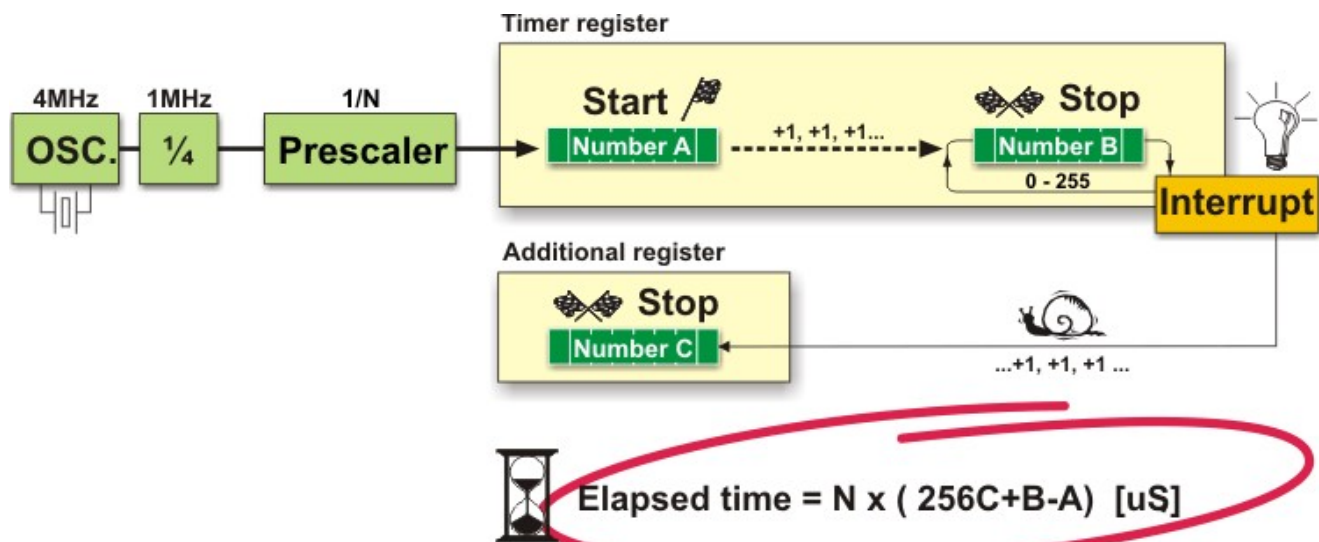 Timer register
4MHz 1MHz 1/N
OSC. ¼ Prescaler
Start
Number A
+1, +1, +1...
Stop
Number B
0 - 255
Interrupt
Additional register
Stop
Number C
...+1, +1, +1 ...
Elapsed time = N x ( 256C+B-A) [uS]